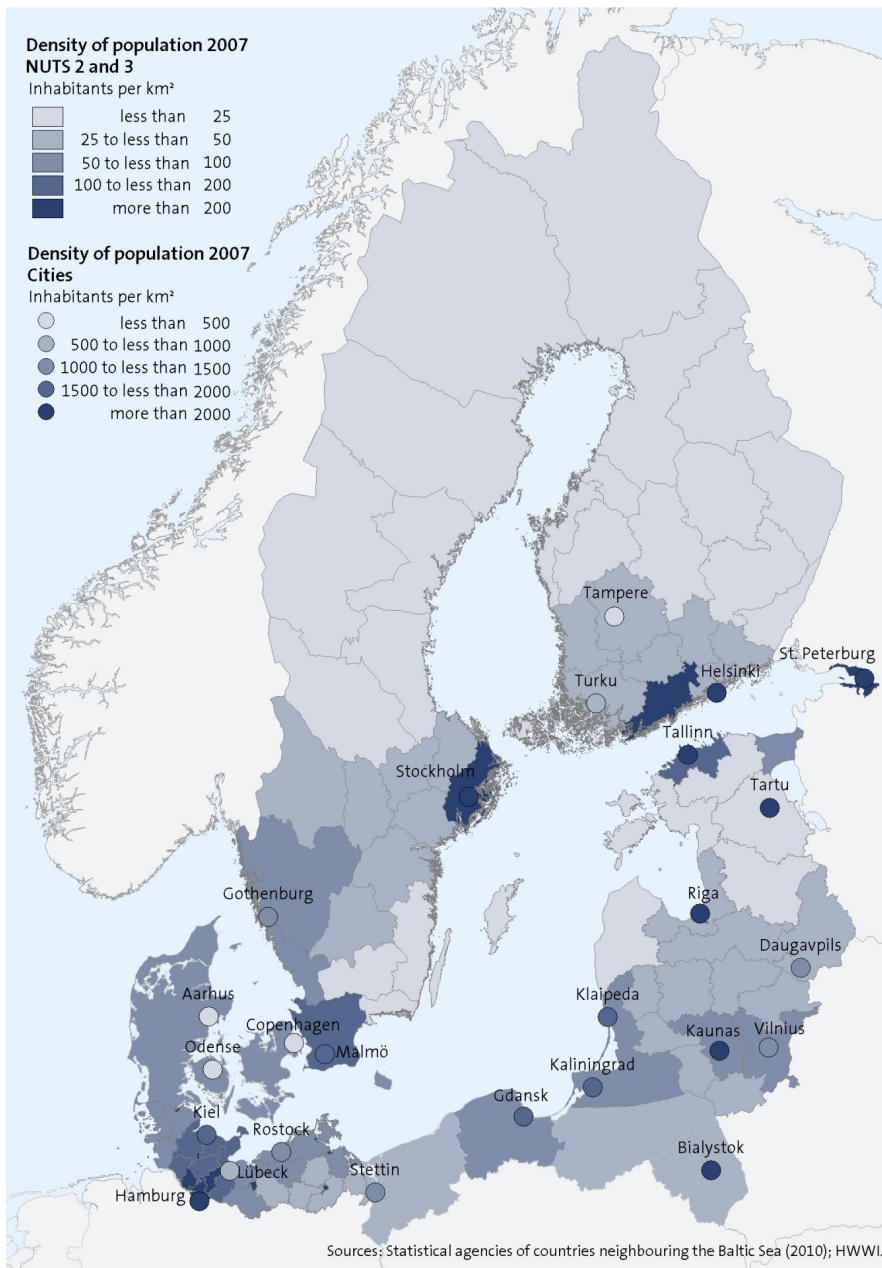 Density of population 2007
NUTS 2 and 3
Inhabitants per km²
less than 25
25 to less than 50
50 to less than 100
100 to less than 200
more than 200
Density of population 2007
Cities
Inhabitants per km²
less than 500
500 to less than 1000
1000 to less than 1500
1500 to less than 2000
more than 2000
Tampere
St. Peterburg
Turku
Helsinki
Tallinn
Stockholm
Tartu
Gothenburg
Riga
Daugavpils
Aarhus
Klaipeda
Copenhagen
Kaunas
Vilnius
Odense
Malmö
Kaliningrad
Gdansk
Kiel
Rostock
Bialystok
Lübeck
Stettin
Hamburg
Sources: Statistical agencies of countries neighbouring the Baltic Sea (2010); HWWI.